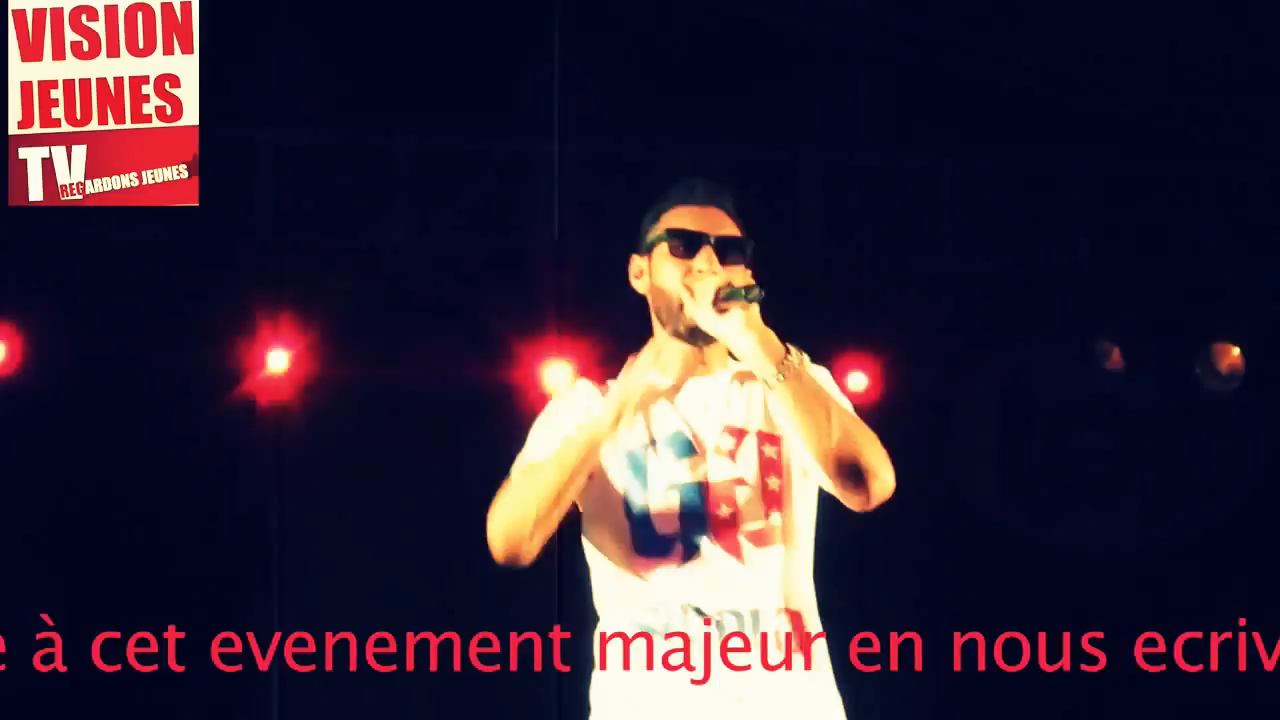 VISION
JEUNES
TV
REGARDONS JEUNES
à cet evenement majeur en nous ecriv